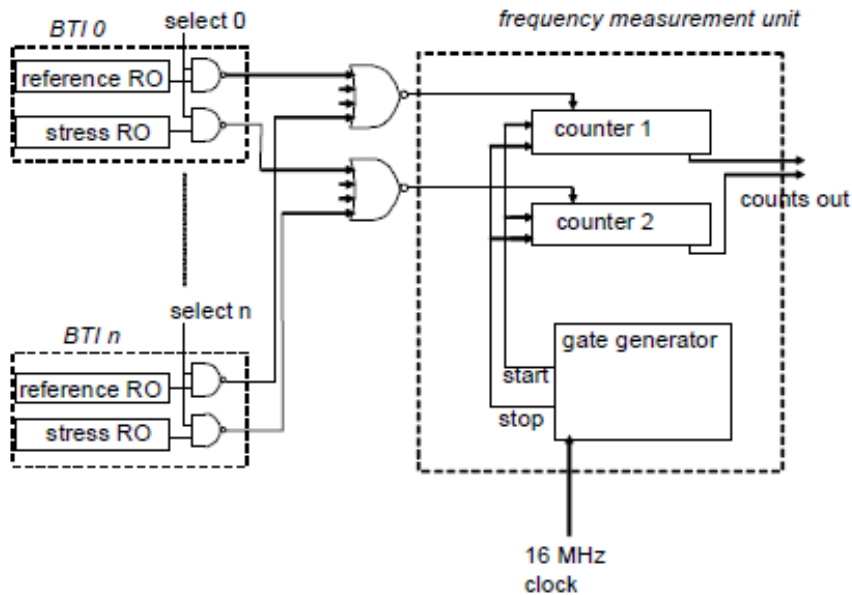 frequency measurement unit
select 0
BTI 0
reference RO
stress RO
counter 1
counts out
counter 2
select n
BTI n
gate generator
reference RO
start
stress RO
stop
16 MHz
clock